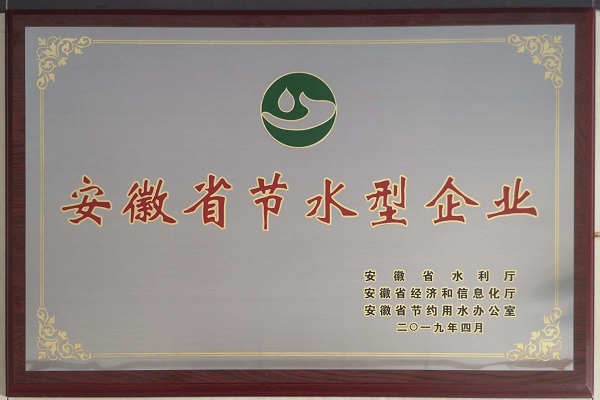 安徽省节水型企业
安徽省水利厅
安徽省经济和信息化厅
安徽省节约用水办公室
二〇一九年四月